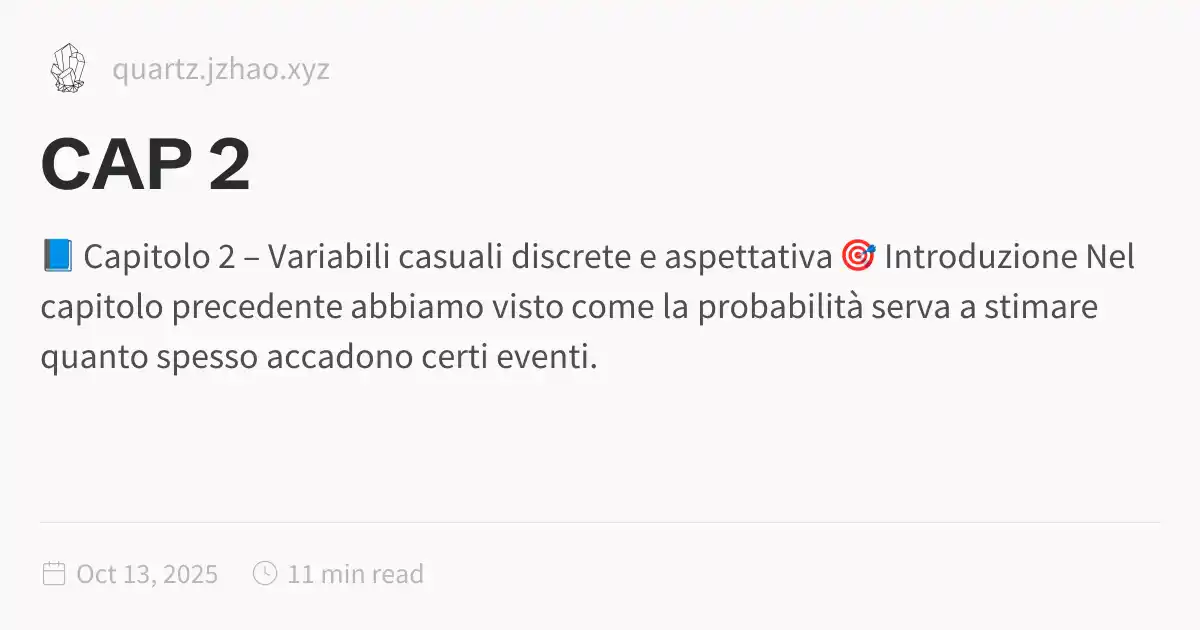 quartz.jzhao.xyz
CAP 2
📘 Capitolo 2 – Variabili casuali discrete e aspettativa 🎯 Introduzione Nel
capitolo precedente abbiamo visto come la probabilità serva a stimare
quanto spesso accadono certi eventi.
Oct 13, 2025 11 min read